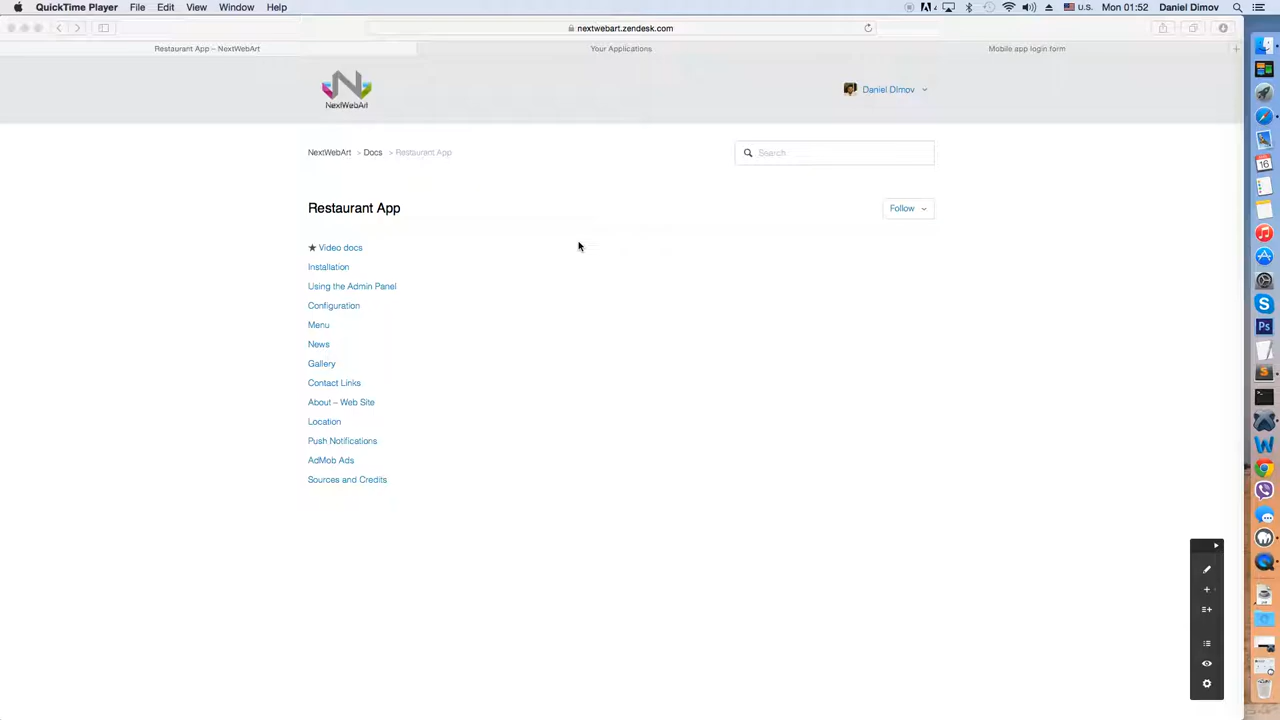 QuickTime Player File Edit View Window Help
4 U.S. Mon 01:52 Daniel Dimov
nextwebart.zendesk.com
Restaurant App – NextWebArt
Your Applications
Mobile app login form
NextWebArt
Daniel DImov
NextWebArt > Docs > Restaurant App
Search
Restaurant App
Follow
★ Video docs
Installation
Using the Admin Panel
Configuration
Menu
News
Gallery
Contact Links
About – Web Site
Location
Push Notifications
AdMob Ads
Sources and Credits
16
S
Ps
S
W